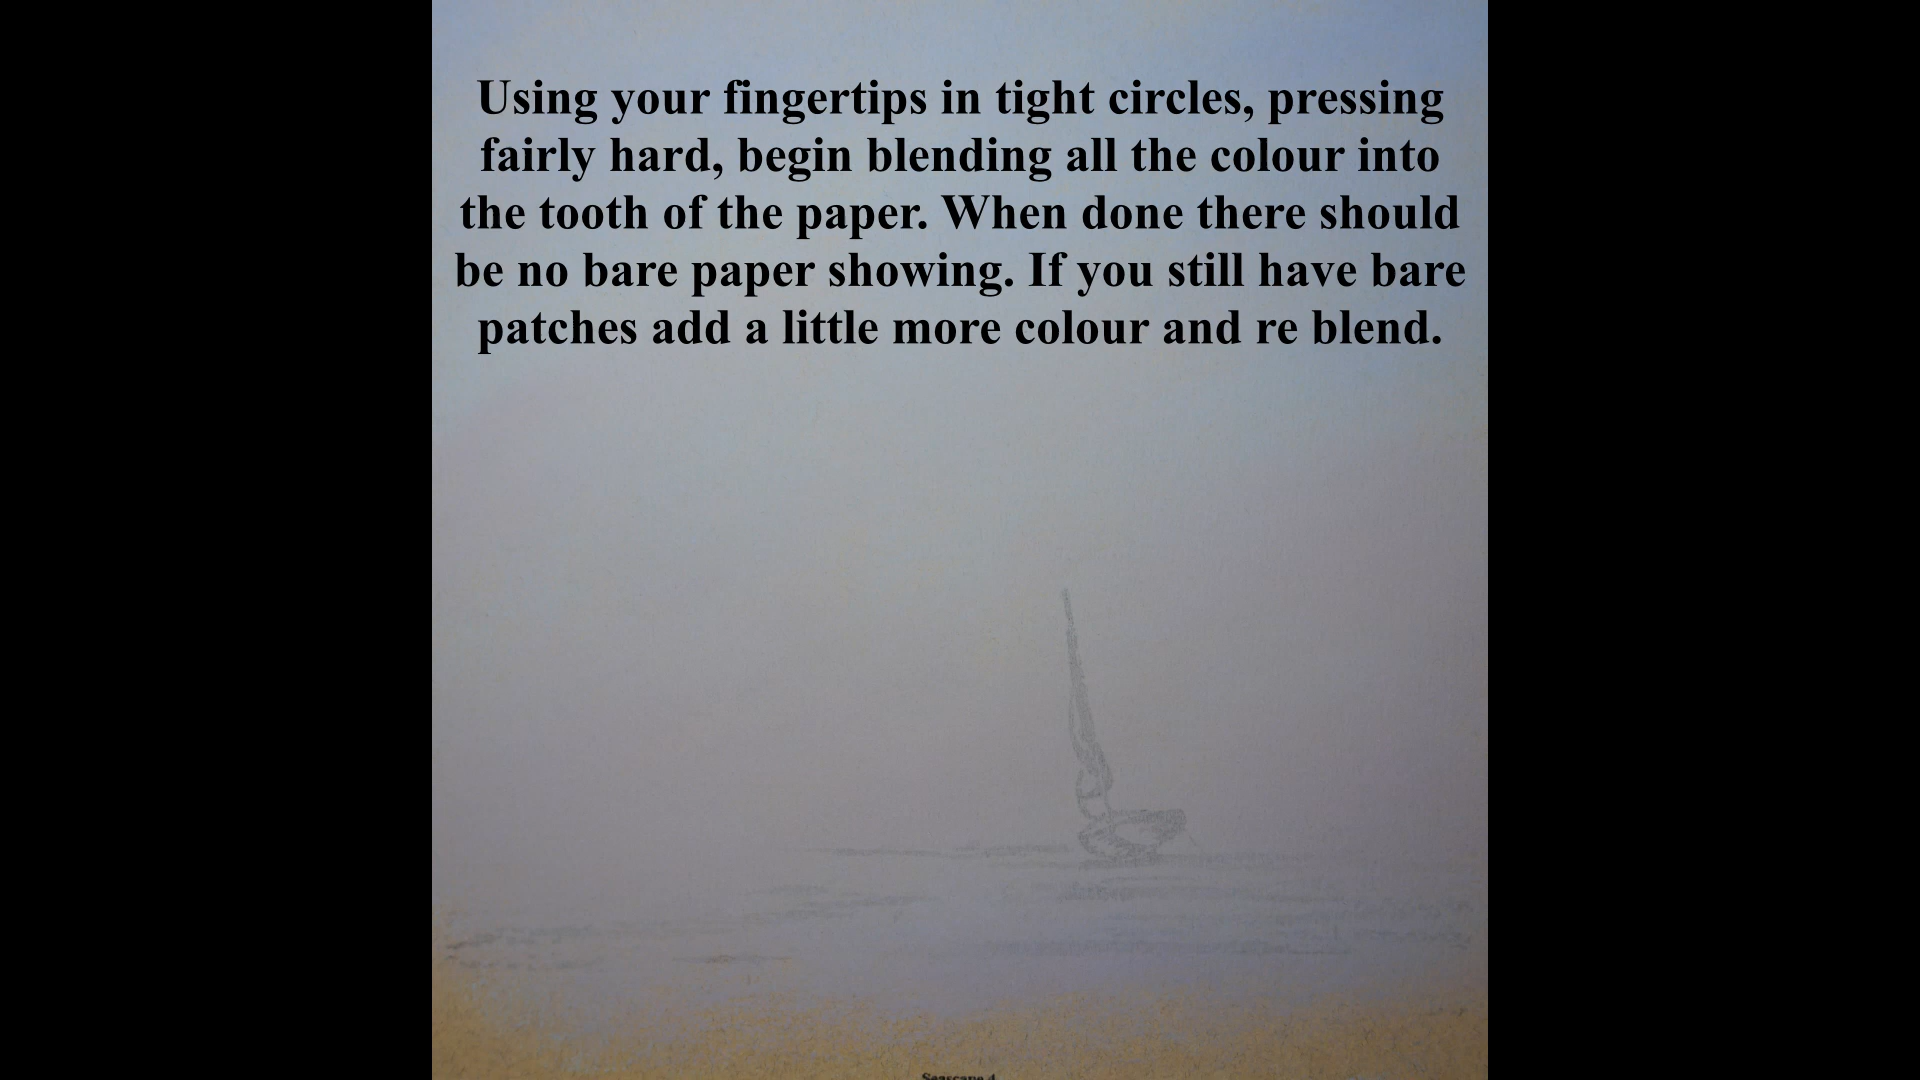 Using your fingertips in tight circles, pressing
fairly hard, begin blending all the colour into
the tooth of the paper. When done there should
be no bare paper showing. If you still have bare
patches add a little more colour and re blend.
Seascape 4